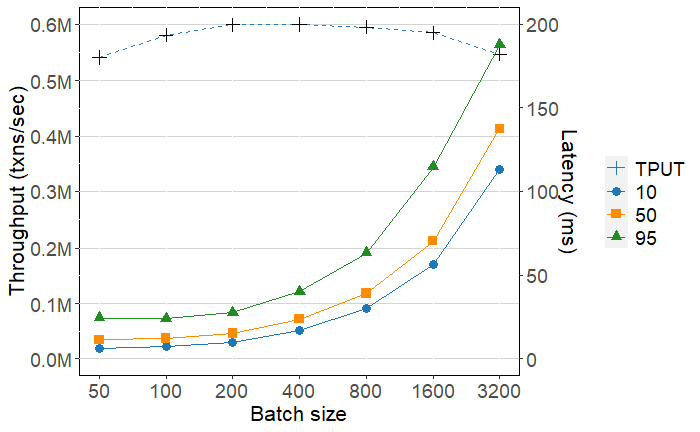 0.6M
0.5M
0.4M
0.3M
0.2M
0.1M
0.0M
Throughput (txns/sec)
50 100 200 400 800 1600 3200
Batch size
200
150
100
50
0
Latency (ms)
TPUT
10
50
95